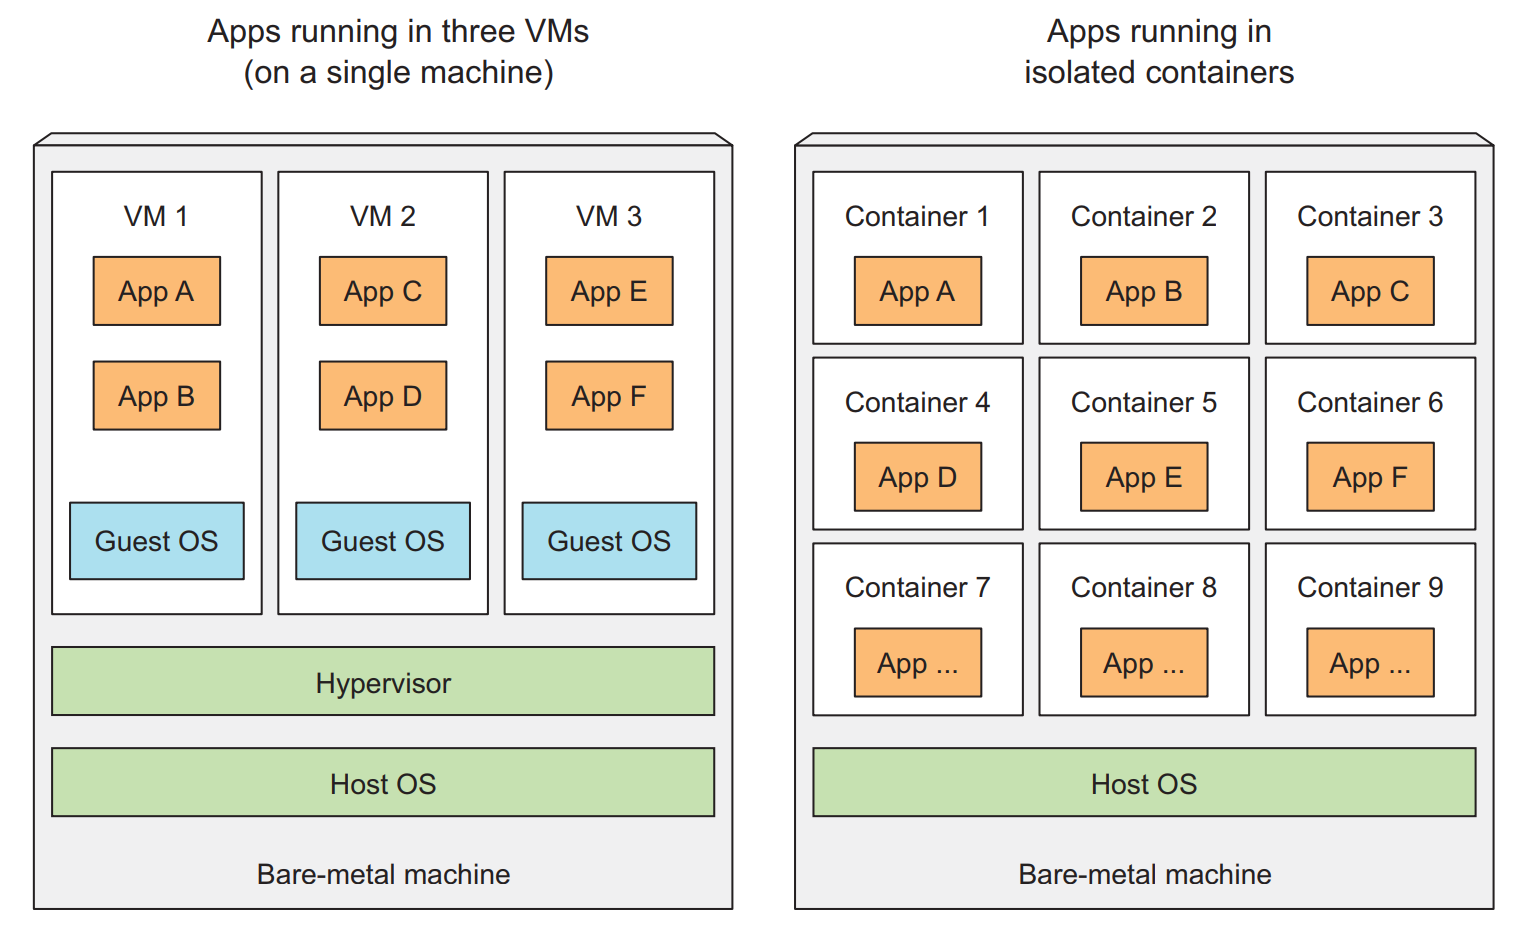 Apps running in three VMs
(on a single machine)
VM 1
App A
App B
Guest OS
VM 2
App C
App D
Guest OS
VM 3
App E
App F
Guest OS
Hypervisor
Host OS
Bare-metal machine
Apps running in
isolated containers
Container 1
App A
Container 2
App B
Container 3
App C
Container 4
App D
Container 5
App E
Container 6
App F
Container 7
App ...
Container 8
App ...
Container 9
App ...
Host OS
Bare-metal machine